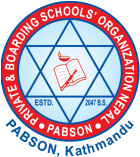 PRIVATE & BOARDING SCHOOLS' ORGANIZATION NEPAL
ESTD. 2047 B.S.
• PABSON •
PABSON, Kathmandu